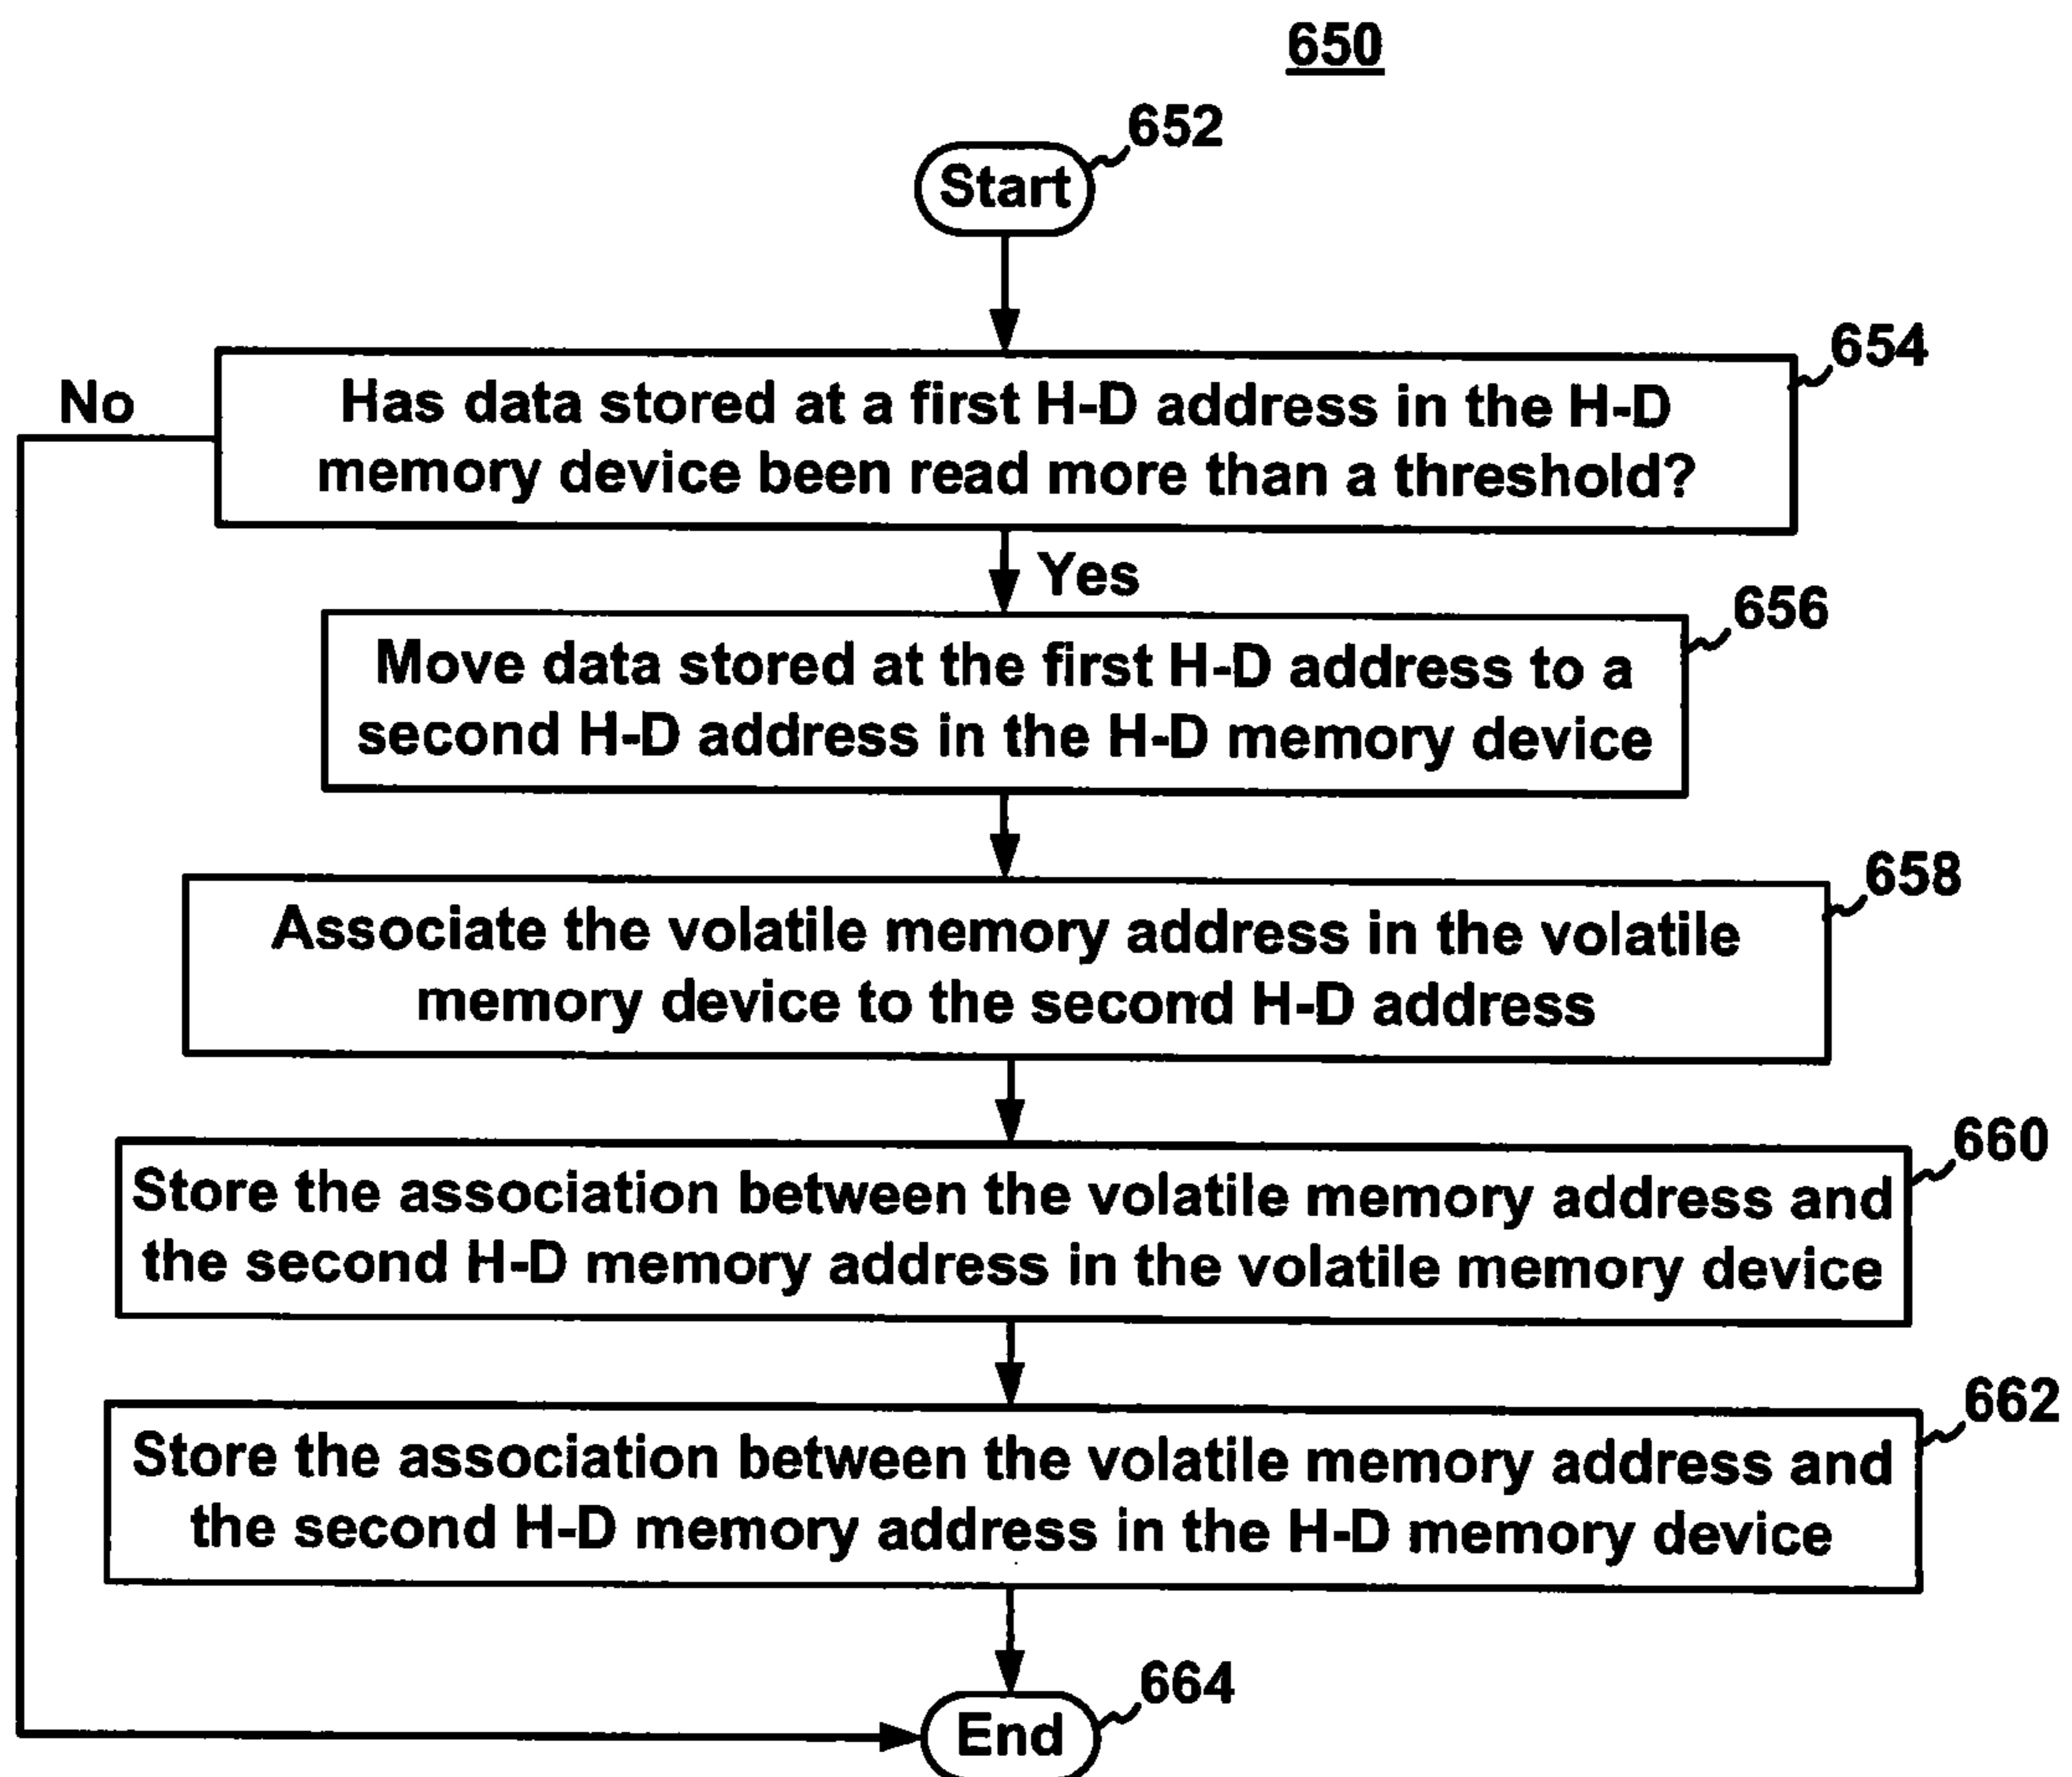 650
652
Start
654
No
Has data stored at a first H-D address in the H-D
memory device been read more than a threshold?
Yes
656
Move data stored at the first H-D address to a
second H-D address in the H-D memory device
658
Associate the volatile memory address in the volatile
memory device to the second H-D address
660
Store the association between the volatile memory address and
the second H-D memory address in the volatile memory device
662
Store the association between the volatile memory address and
the second H-D memory address in the H-D memory device
664
End